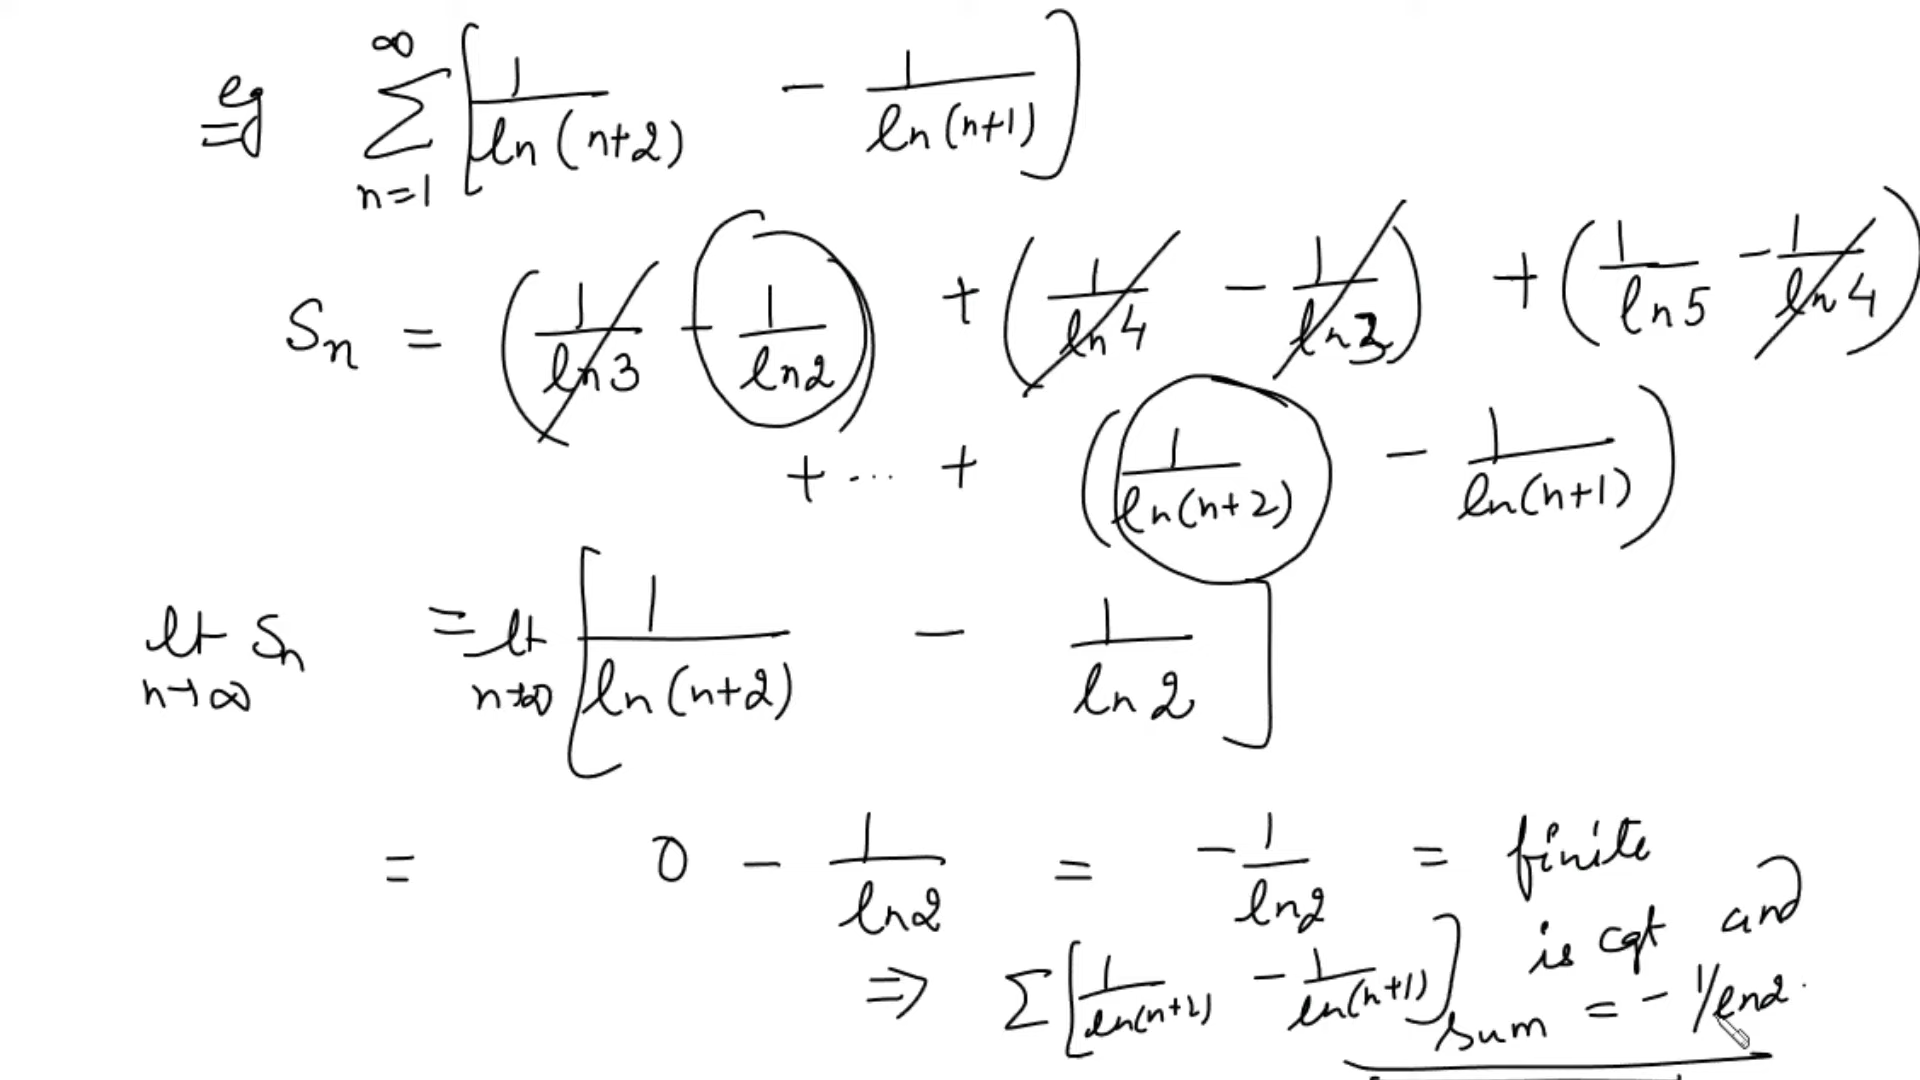 eg ∑_{n=1}^{∞} [1/ln(n+2) - 1/ln(n+1)]
Sn = (1/ln3 - 1/ln2) + (1/ln4 - 1/ln3) + (1/ln5 - 1/ln4)
+ ... + (1/ln(n+2) - 1/ln(n+1))
lt_{n→∞} Sn = lt_{n→∞} [1/ln(n+2) - 1/ln2]
= 0 - 1/ln2 = -1/ln2 = finite
⇒ ∑[1/ln(n+2) - 1/ln(n+1)] is cgt and
sum = - 1/ln2.